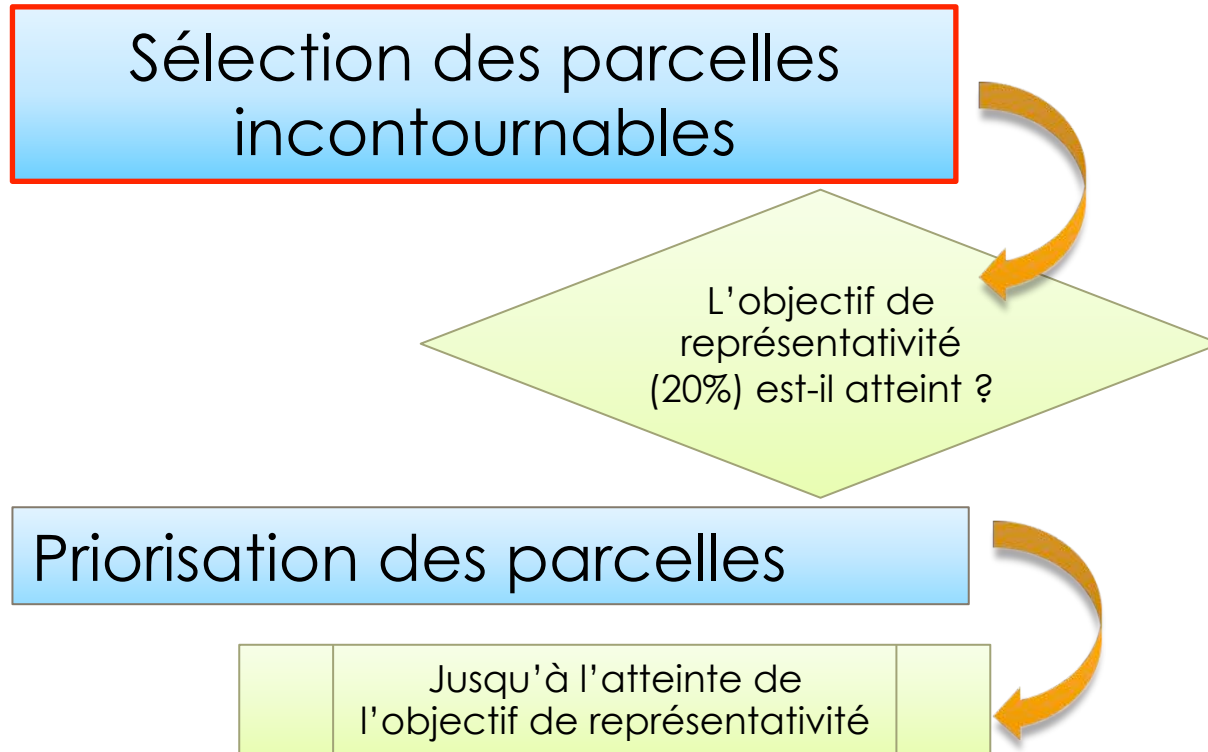 Sélection des parcelles
incontournables
L’objectif de
représentativité
(20%) est-il atteint ?
Priorisation des parcelles
Jusqu’à l’atteinte de
l’objectif de représentativité